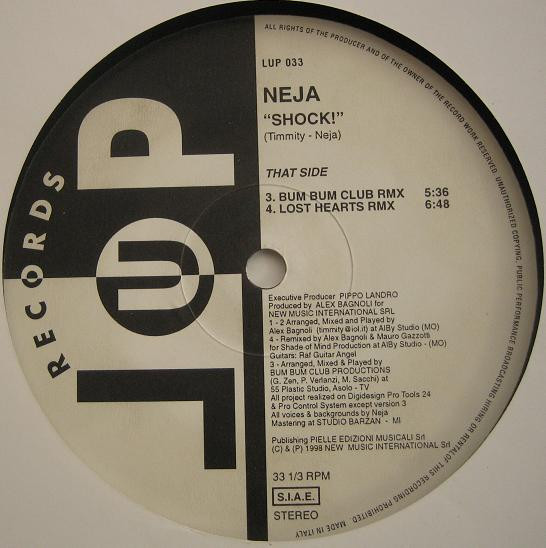 ALL RIGHTS OF THE PRODUCER AND OF THE OWNER OF THE RECORD WORK RESERVED. UNAUTHORIZED COPYING, PUBLIC PERFORMANCE BROADCASTING HIRING OR RENTAL OF THIS RECORDING PROHIBITED. MADE IN ITALY
LUP RECORDS
LUP 033
NEJA
“SHOCK!”
(Timmity - Neja)
THAT SIDE
3. BUM BUM CLUB RMX 5:36
4. LOST HEARTS RMX 6:48
Executive Producer PIPPO LANDRO
Produced by ALEX BAGNOLI for
NEW MUSIC INTERNATIONAL SRL
1 - 2 Arranged, Mixed and Played by
Alex Bagnoli (timmity@iol.it) at AlBy Studio (MO)
4 - Remixed by Alex Bagnoli & Mauro Gazzotti
for Shade of Mind Production at AlBy Studio - (MO)
Guitars: Raf Guitar Angel
3 - Arranged, Mixed & Played by
BUM BUM CLUB PRODUCTIONS
(G. Zen, P. Verlanzi, M. Sacchi) at
55 Plastic Studio, Asolo - TV
All project realized on Digidesign Pro Tools 24
& Pro Control System except version 3
All voices & backgrounds by Neja
Mastering at STUDIO BARZAN - MI
Publishing PIELLE EDIZIONI MUSICALI Srl
(C) & (P) 1998 NEW MUSIC INTERNATIONAL Srl
33 1/3 RPM
S.I.A.E.
STEREO